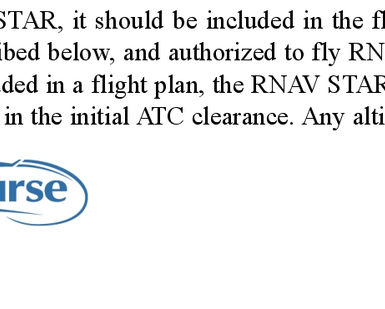 STAR, it should be included in the fl
ibed below, and authorized to fly RN
ded in a flight plan, the RNAV STAR
in the initial ATC clearance. Any alti
urse